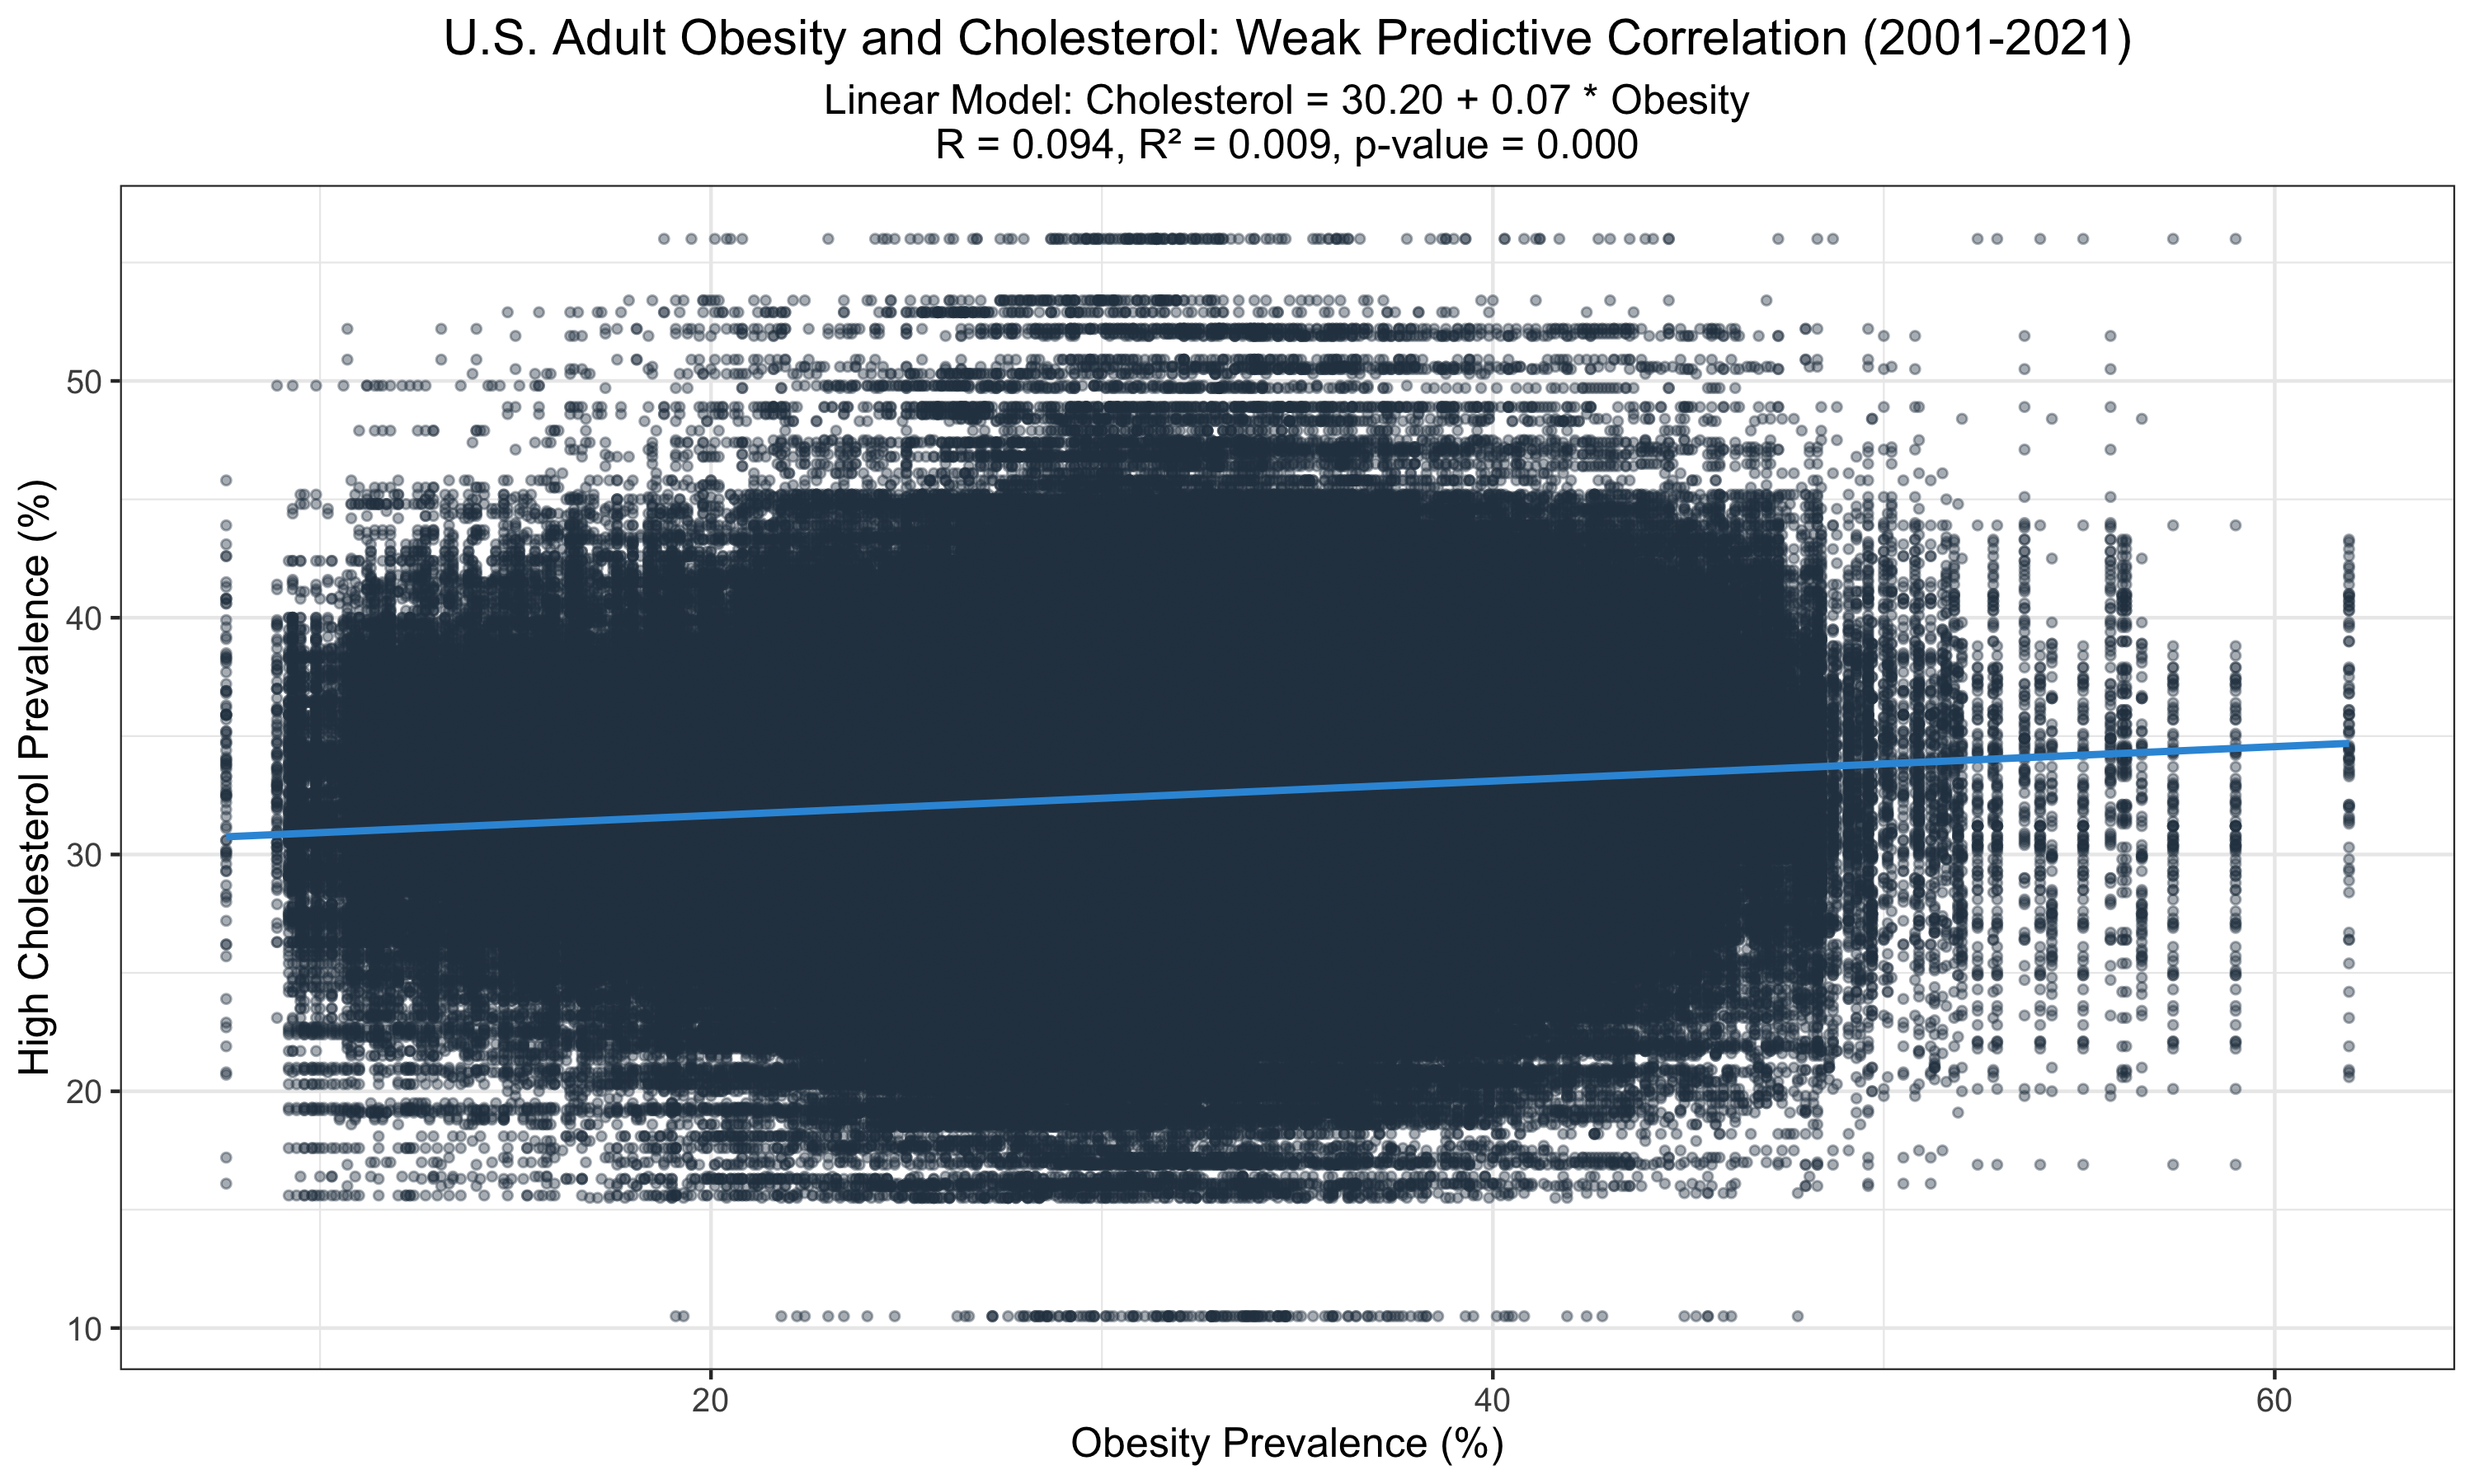 U.S. Adult Obesity and Cholesterol: Weak Predictive Correlation (2001-2021)
Linear Model: Cholesterol = 30.20 + 0.07 * Obesity
R = 0.094, R² = 0.009, p-value = 0.000
High Cholesterol Prevalence (%)
50
40
30
20
10
20
40
60
Obesity Prevalence (%)